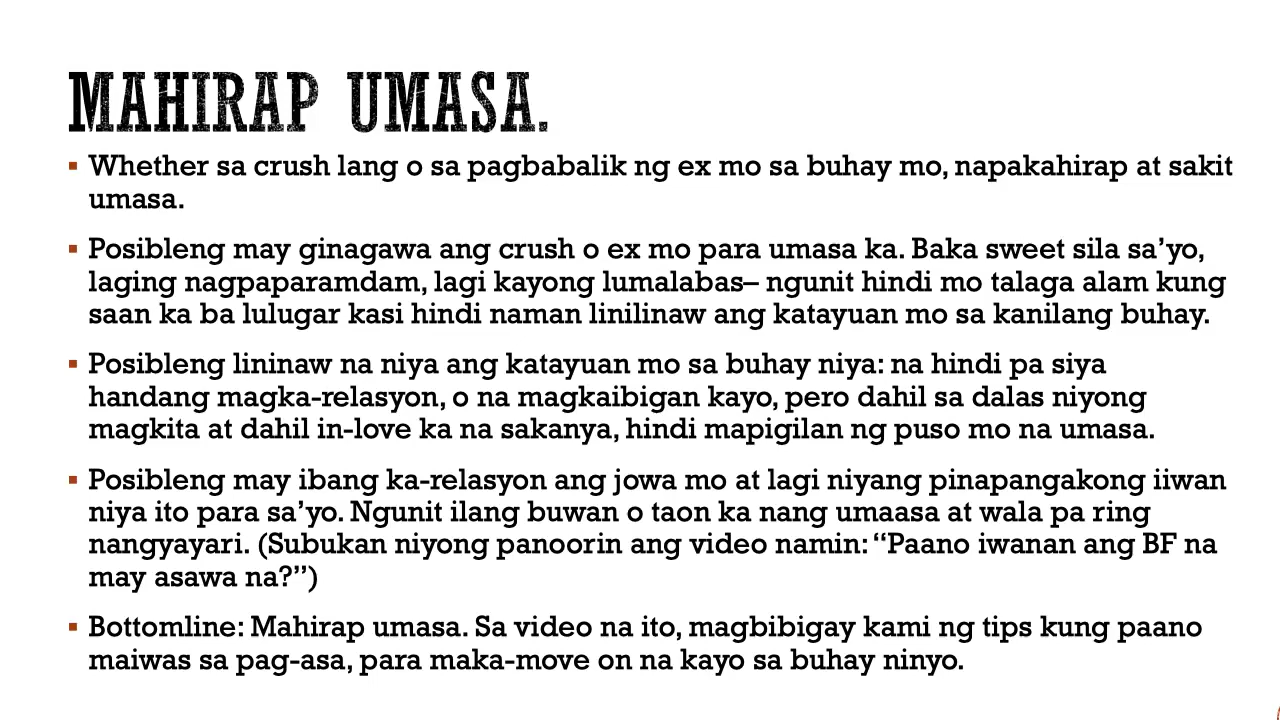 MAHIRAP UMASA.
▪ Whether sa crush lang o sa pagbabalik ng ex mo sa buhay mo, napakahirap at sakit
umasa.
▪ Posibleng may ginagawa ang crush o ex mo para umasa ka. Baka sweet sila sa’yo,
laging nagpaparamdam, lagi kayong lumalabas– ngunit hindi mo talaga alam kung
saan ka ba lulugar kasi hindi naman linilinaw ang katayuan mo sa kanilang buhay.
▪ Posibleng lininaw na niya ang katayuan mo sa buhay niya: na hindi pa siya
handang magka-relasyon, o na magkaibigan kayo, pero dahil sa dalas niyong
magkita at dahil in-love ka na sakanya, hindi mapigilan ng puso mo na umasa.
▪ Posibleng may ibang ka-relasyon ang jowa mo at lagi niyang pinapangakong iiwan
niya ito para sa’yo. Ngunit ilang buwan o taon ka nang umaasa at wala pa ring
nangyayari. (Subukan niyong panoorin ang video namin: “Paano iwanan ang BF na
may asawa na?”)
▪ Bottomline: Mahirap umasa. Sa video na ito, magbibigay kami ng tips kung paano
maiwas sa pag-asa, para maka-move on na kayo sa buhay ninyo.